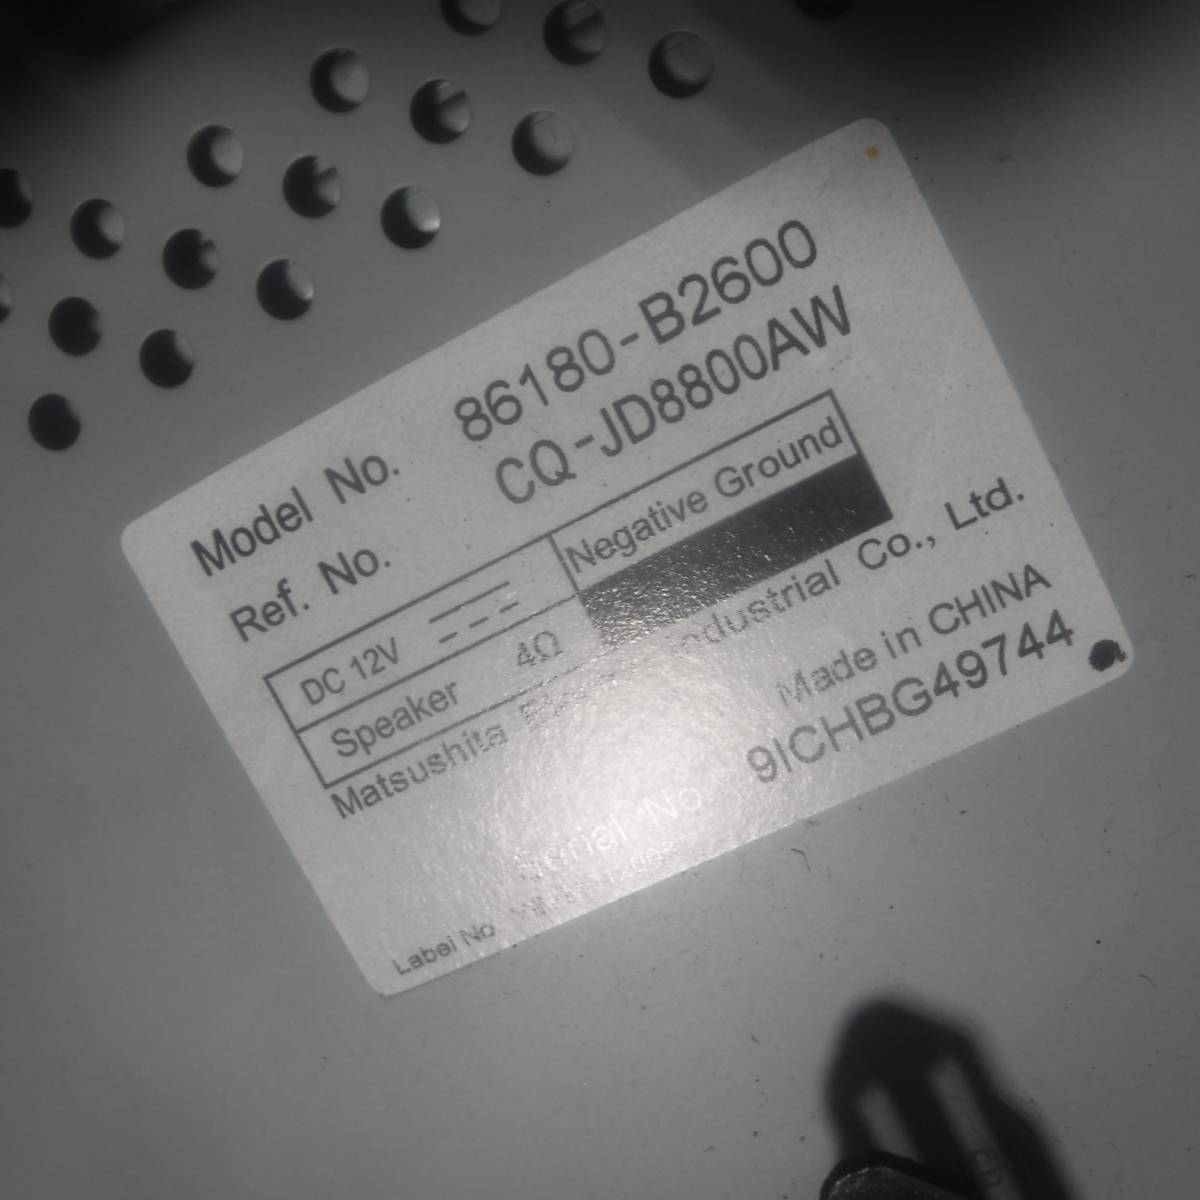 Model No. 86180-B2600
Ref. No. CQ-JD8800AW
DC 12V Negative Ground
Speaker 4Ω
Matsushita Electric Industrial Co., Ltd.
Made in CHINA
Serial No. 9ICHBG49744
Label No.